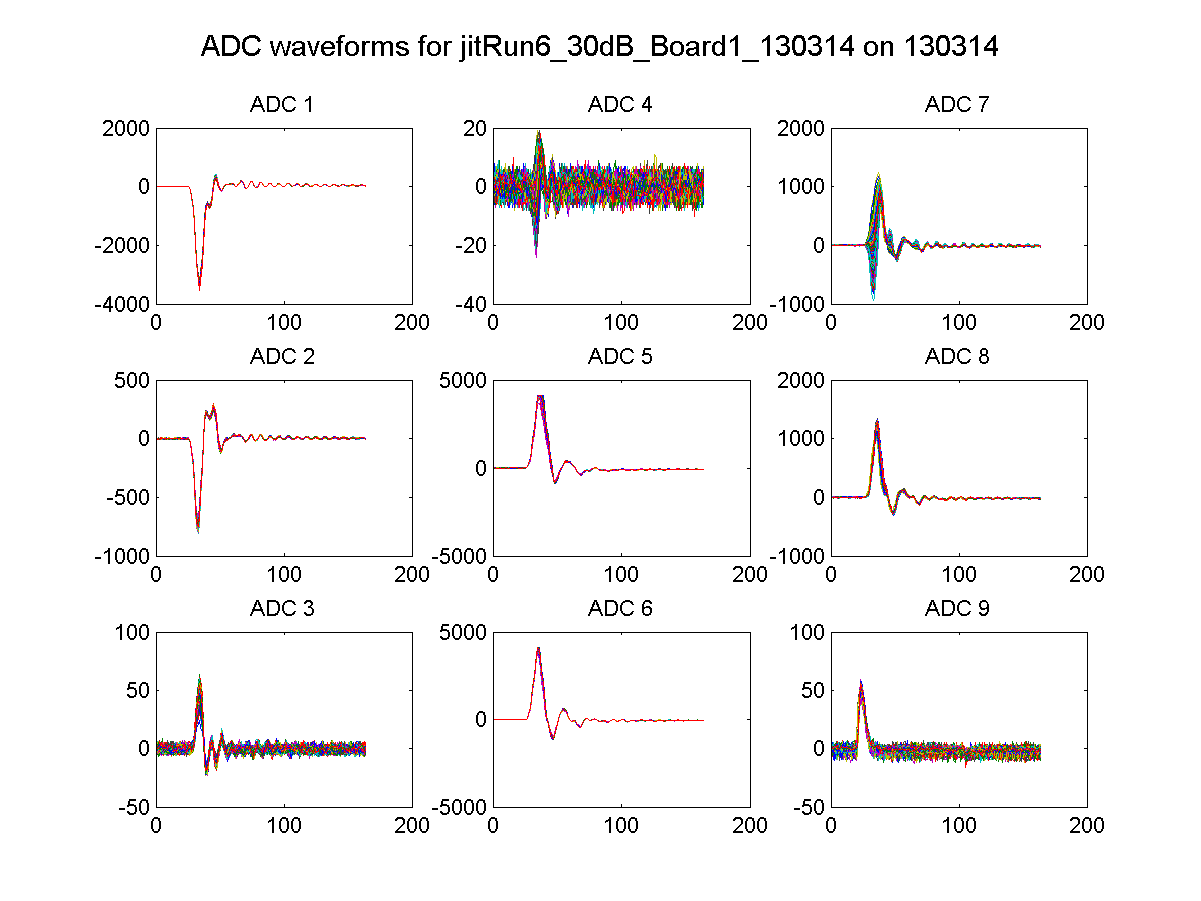 ADC waveforms for jitRun6_30dB_Board1_130314 on 130314
ADC 1
2000
0
-2000
-4000
0 100 200
ADC 4
20
0
-20
-40
0 100 200
ADC 7
2000
1000
0
-1000
0 100 200
ADC 2
500
0
-500
-1000
0 100 200
ADC 5
5000
0
-5000
0 100 200
ADC 8
2000
1000
0
-1000
0 100 200
ADC 3
100
50
0
-50
0 100 200
ADC 6
5000
0
-5000
0 100 200
ADC 9
100
50
0
-50
0 100 200